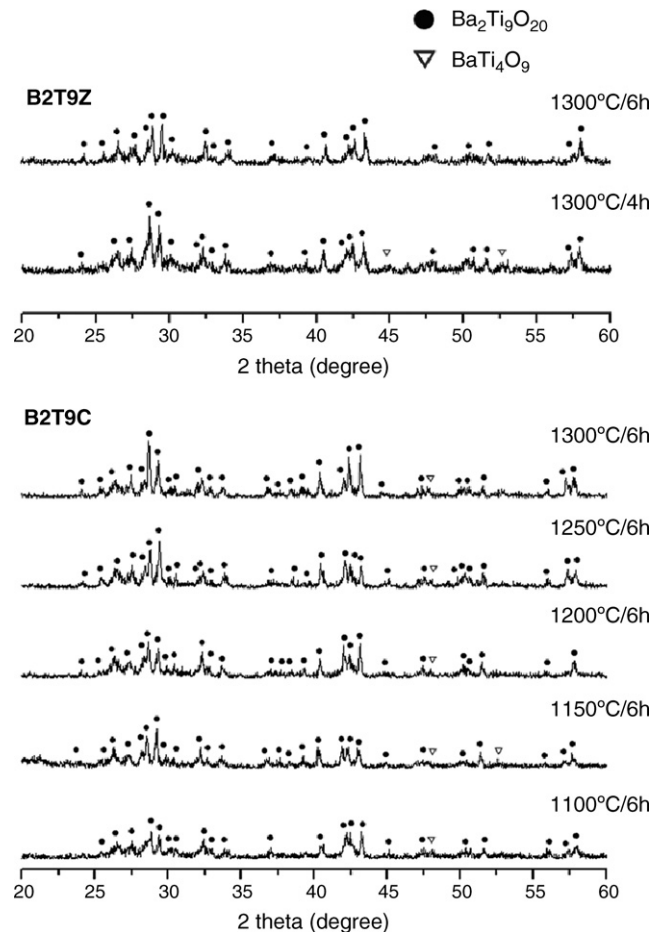 ● Ba₂Ti₉O₂₀
▽ BaTi₄O₉
B2T9Z
1300ºC/6h
1300ºC/4h
20 25 30 35 40 45 50 55 60
2 theta (degree)
B2T9C
1300ºC/6h
1250ºC/6h
1200ºC/6h
1150ºC/6h
1100ºC/6h
20 25 30 35 40 45 50 55 60
2 theta (degree)